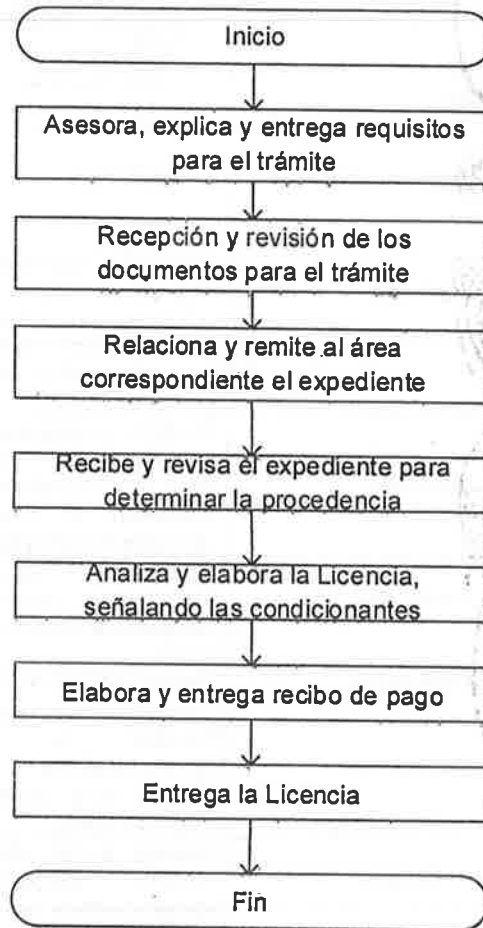 Inicio
Asesora, explica y entrega requisitos
para el trámite
Recepción y revisión de los
documentos para el trámite
Relaciona y remite al área
correspondiente el expediente
Recibe y revisa el expediente para
determinar la procedencia
Analiza y elabora la Licencia,
señalando las condicionantes
Elabora y entrega recibo de pago
Entrega la Licencia
Fin